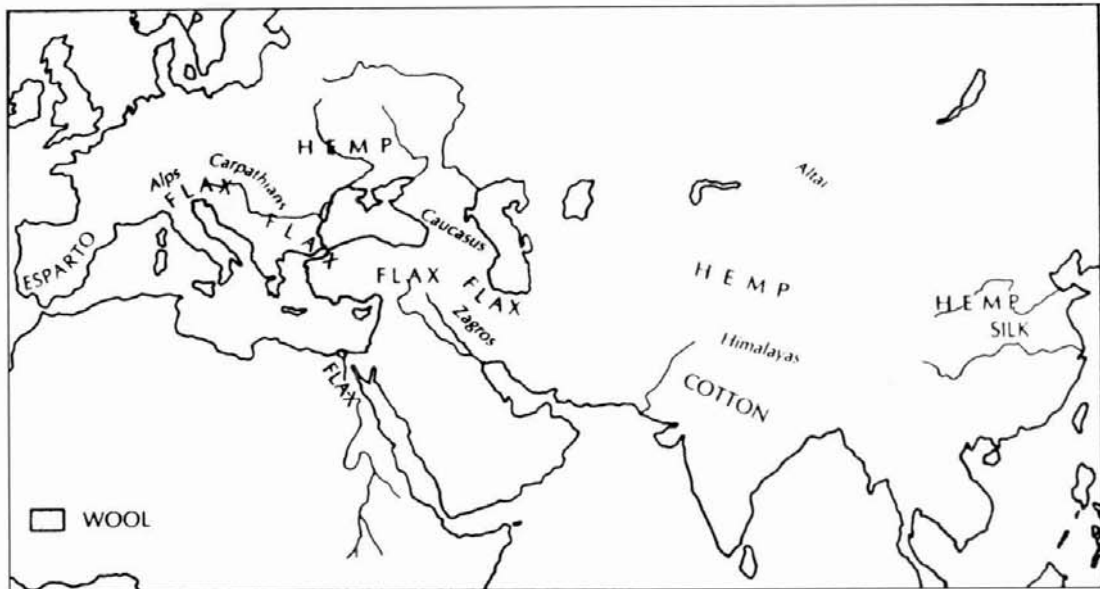 HEMP
Carpathians
Alps
FLAX
Altai
FLAX
Caucasus
ESPARTO
FLAX
FLAX
HEMP
HEMP
Zagros
SILK
Himalayas
FLAX
COTTON
WOOL